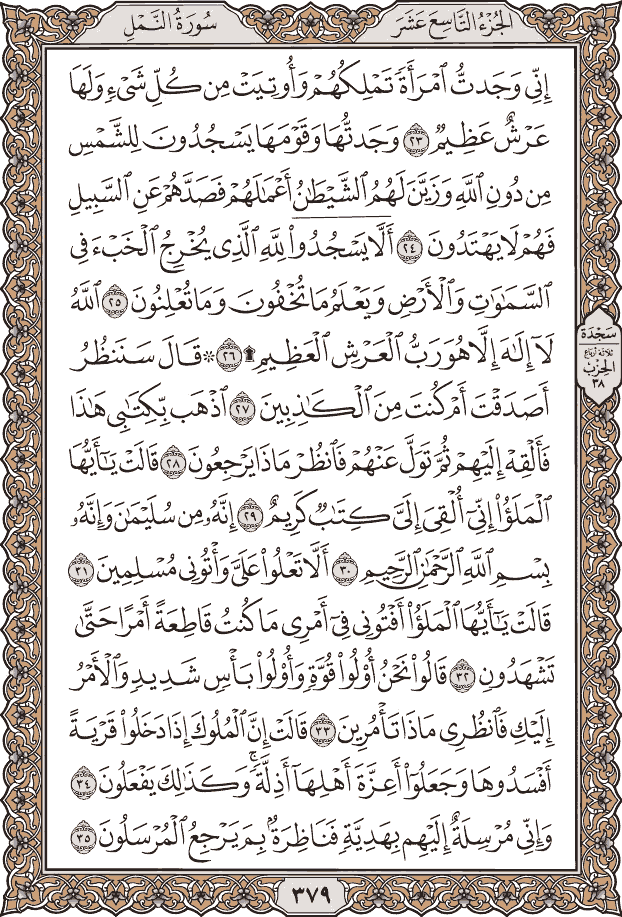 سُورَةُ النَّمْلِ
الجُزْءُ التَّاسِعَ عَشَرَ
إِنِّي وَجَدتُّ ٱمْرَأَةً تَمْلِكُهُمْ وَأُوتِيَتْ مِن كُلِّ شَىْءٍ وَلَهَا
عَرْشٌ عَظِيمٌ ٢٣ وَجَدتُّهَا وَقَوْمَهَا يَسْجُدُونَ لِلشَّمْسِ
مِن دُونِ ٱللَّهِ وَزَيَّنَ لَهُمُ ٱلشَّيْطَٰنُ أَعْمَٰلَهُمْ فَصَدَّهُمْ عَنِ ٱلسَّبِيلِ
فَهُمْ لَا يَهْتَدُونَ ٢٤ أَلَّا يَسْجُدُوا۟ لِلَّهِ ٱلَّذِى يُخْرِجُ ٱلْخَبْءَ فِى
ٱلسَّمَٰوَٰتِ وَٱلْأَرْضِ وَيَعْلَمُ مَا تُخْفُونَ وَمَا تُعْلِنُونَ ٢٥ ٱللَّهُ
لَآ إِلَٰهَ إِلَّا هُوَ رَبُّ ٱلْعَرْشِ ٱلْعَظِيمِ ۩ ٢٦ ۞ قَالَ سَنَنظُرُ
أَصَدَقْتَ أَمْ كُنتَ مِنَ ٱلْكَٰذِبِينَ ٢٧ ٱذْهَب بِّكِتَٰبِى هَٰذَا
فَأَلْقِهْ إِلَيْهِمْ ثُمَّ تَوَلَّ عَنْهُمْ فَٱنظُرْ مَاذَا يَرْجِعُونَ ٢٨ قَالَتْ يَٰٓأَيُّهَا
ٱلْمَلَؤُا۟ إِنِّىٓ أُلْقِىَ إِلَىَّ كِتَٰبٌ كَرِيمٌ ٢٩ إِنَّهُۥ مِن سُلَيْمَٰنَ وَإِنَّهُۥ
بِسْمِ ٱللَّهِ ٱلرَّحْمَٰنِ ٱلرَّحِيمِ ٣٠ أَلَّا تَعْلُوا۟ عَلَىَّ وَأْتُونِى مُسْلِمِينَ ٣١
قَالَتْ يَٰٓأَيُّهَا ٱلْمَلَؤُا۟ أَفْتُونِى فِىٓ أَمْرِى مَا كُنتُ قَاطِعَةً أَمْرًا حَتَّىٰ
تَشْهَدُونِ ٣٢ قَالُوا۟ نَحْنُ أُو۟لُوا۟ قُوَّةٍ وَأُو۟لُوا۟ بَأْسٍ شَدِيدٍ وَٱلْأَمْرُ
إِلَيْكِ فَٱنظُرِى مَاذَا تَأْمُرِينَ ٣٣ قَالَتْ إِنَّ ٱلْمُلُوكَ إِذَا دَخَلُوا۟ قَرْيَةً
أَفْسَدُوهَا وَجَعَلُوٓا۟ أَعِزَّةَ أَهْلِهَآ أَذِلَّةً ۖ وَكَذَٰلِكَ يَفْعَلُونَ ٣٤
وَإِنِّى مُرْسِلَةٌ إِلَيْهِم بِهَدِيَّةٍ فَنَاظِرَةٌۢ بِمَ يَرْجِعُ ٱلْمُرْسَلُونَ ٣٥
سَجْدَة
ثلاثة أرباع
الحِزْب
٣٨
٣٧٩